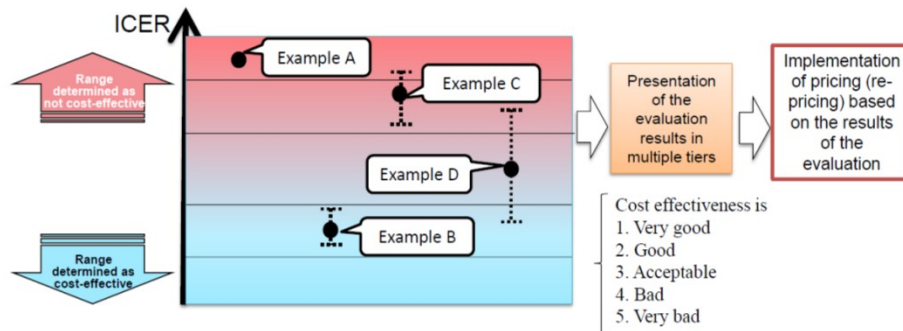 ICER
Range
determined as
not cost-effective
Range
determined as
cost-effective
Example A
Example C
Example D
Example B
Presentation
of the
evaluation
results in
multiple tiers
Implementation
of pricing (re-
pricing) based
on the results
of the
evaluation
Cost effectiveness is
1. Very good
2. Good
3. Acceptable
4. Bad
5. Very bad